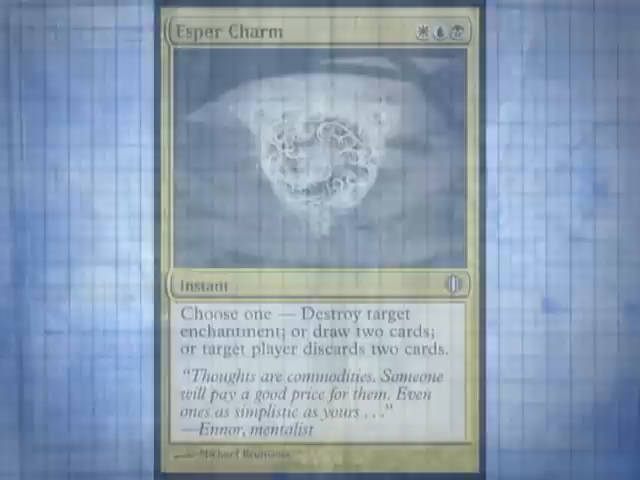 Esper Charm
Instant
Choose one — Destroy target
enchantment; or draw two cards;
or target player discards two cards.
"Thoughts are commodities. Someone
will pay a good price for them. Even
ones as simplistic as yours . . ."
—Ennor, mentalist
Michael